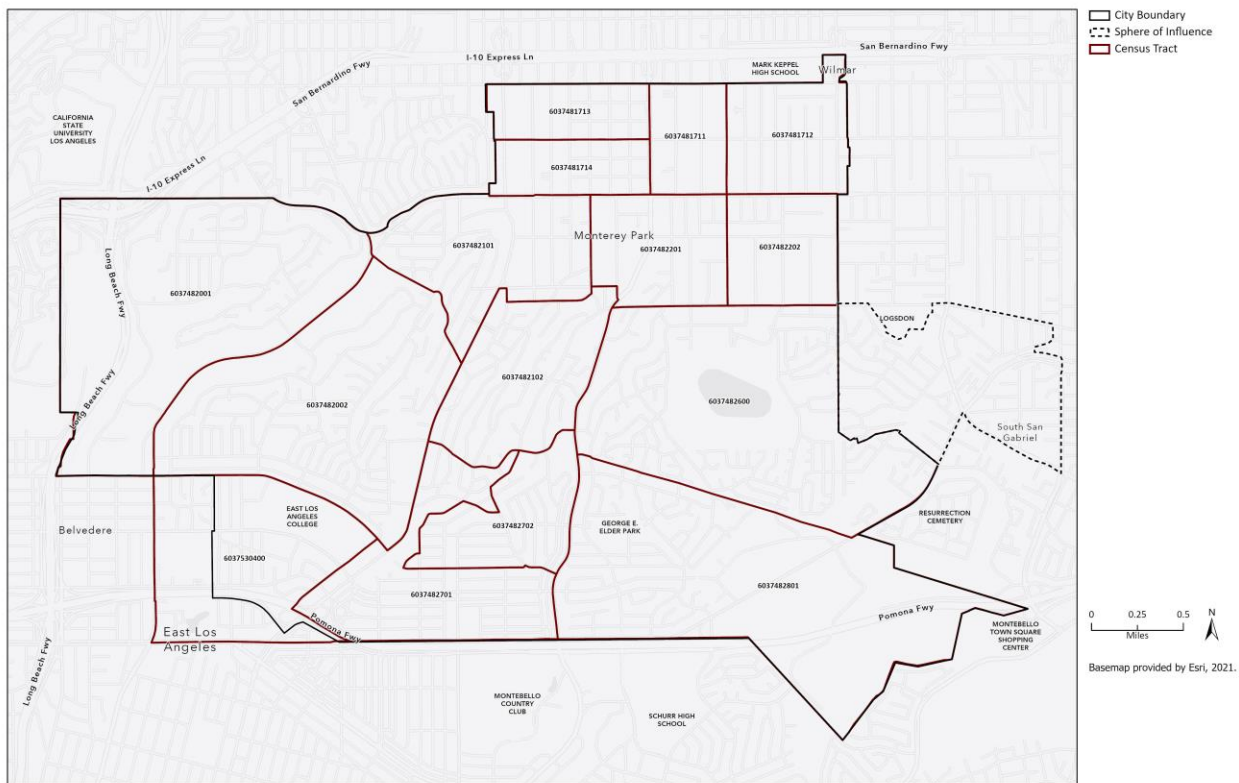 City Boundary
Sphere of Influence
Census Tract
San Bernardino Fwy
I-10 Express Ln
MARK KEPPEL
HIGH SCHOOL
Wilmar
San Bernardino Fwy
CALIFORNIA
STATE
UNIVERSITY
LOS ANGELES
6037481713
6037481711
6037481712
6037481714
I-10 Express Ln
Monterey Park
6037482101
6037482201
6037482202
Long Beach Fwy
6037482001
LOGSDON
6037482102
6037482600
Long Beach Fwy
6037482002
South San
Gabriel
EAST LOS
ANGELES
COLLEGE
Belvedere
6037482702
GEORGE E.
ELDER PARK
RESURRECTION
CEMETERY
6037530400
6037482701
6037482801
Pomona Fwy
Pomona Fwy
East Los
Angeles
MONTEBELLO
TOWN SQUARE
SHOPPING
CENTER
Long Beach Fwy
MONTEBELLO
COUNTRY
CLUB
SCHURR HIGH
SCHOOL
0 0.25 0.5
Miles
N
Basemap provided by Esri, 2021.